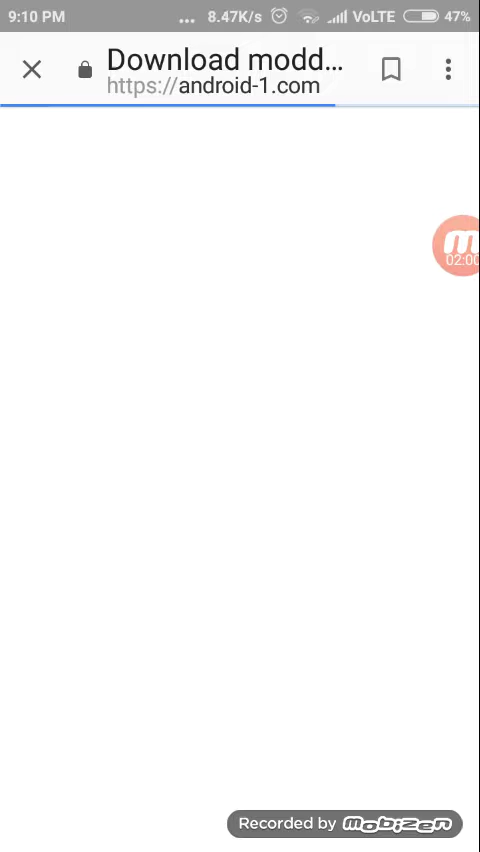 9:10 PM ... 8.47K/s VoLTE 47%
Download modd...
https://android-1.com
02:00
Recorded by mobizen